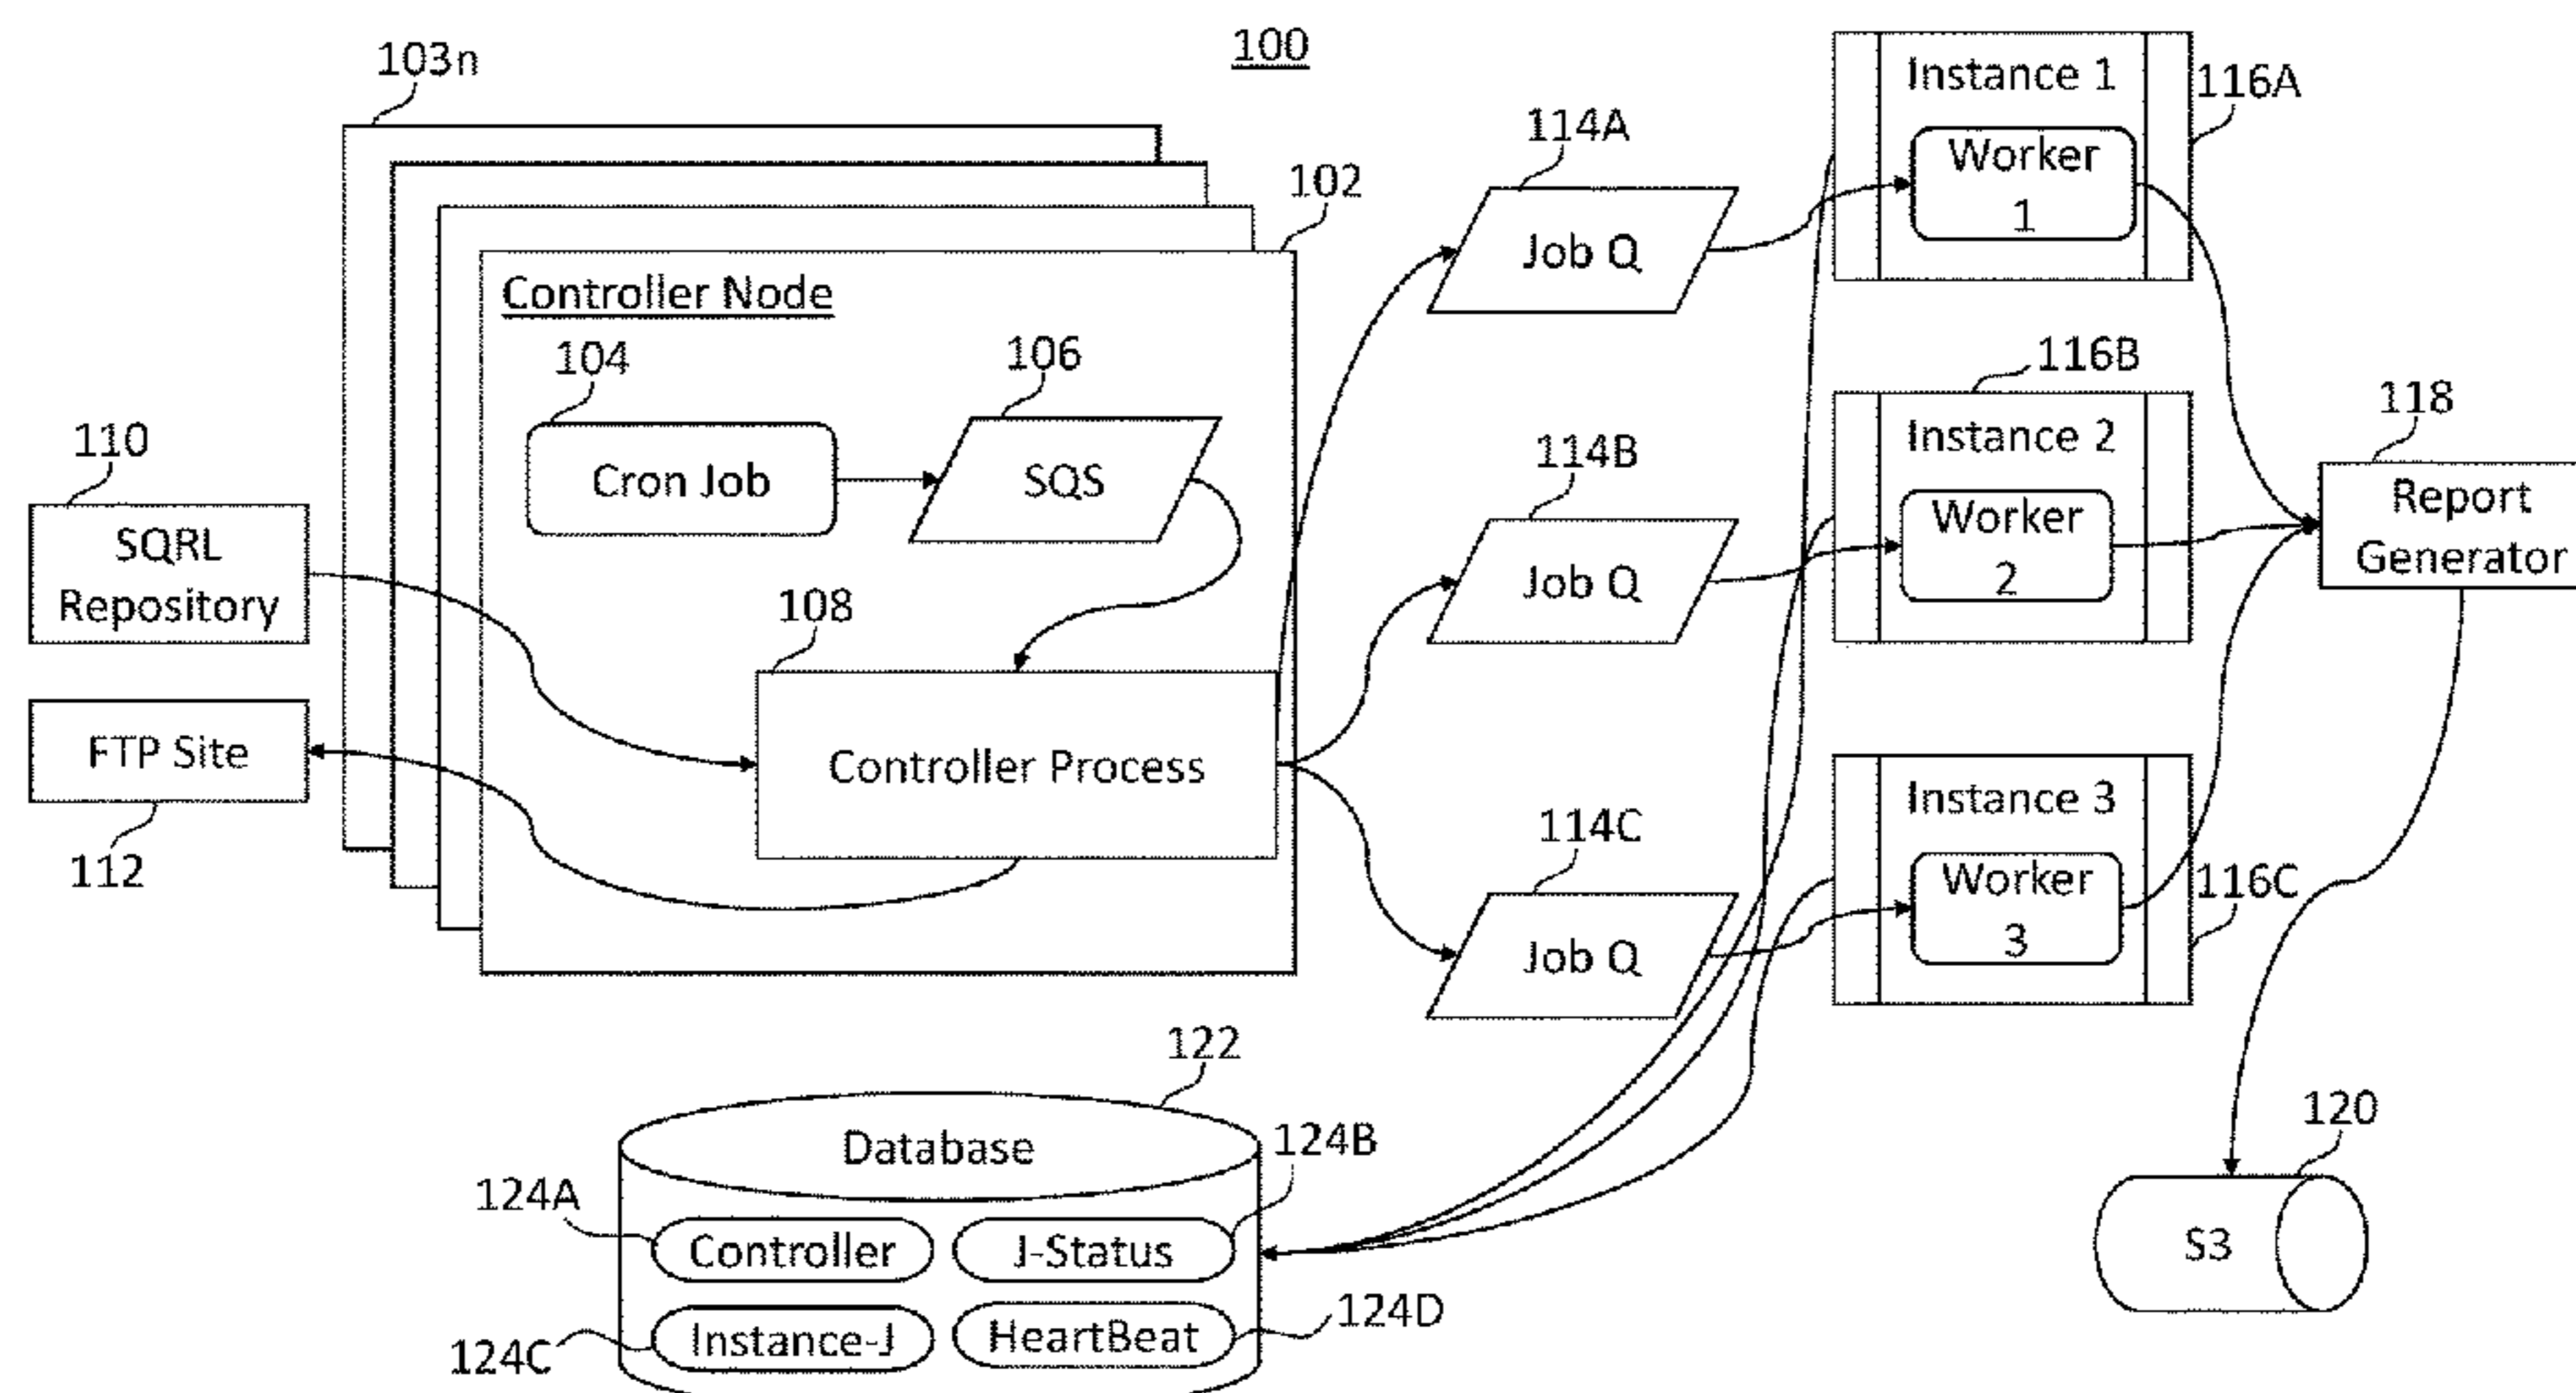 100
103n
102
Controller Node
104
Cron Job
106
SQS
108
Controller Process
110
SQRL
Repository
FTP Site
112
114A
Job Q
114B
Job Q
114C
Job Q
Instance 1
Worker
1
116A
116B
Instance 2
Worker
2
Instance 3
Worker
3
116C
118
Report
Generator
120
S3
122
Database
124A
Controller
124B
J-Status
124C
Instance-J
HeartBeat
124D